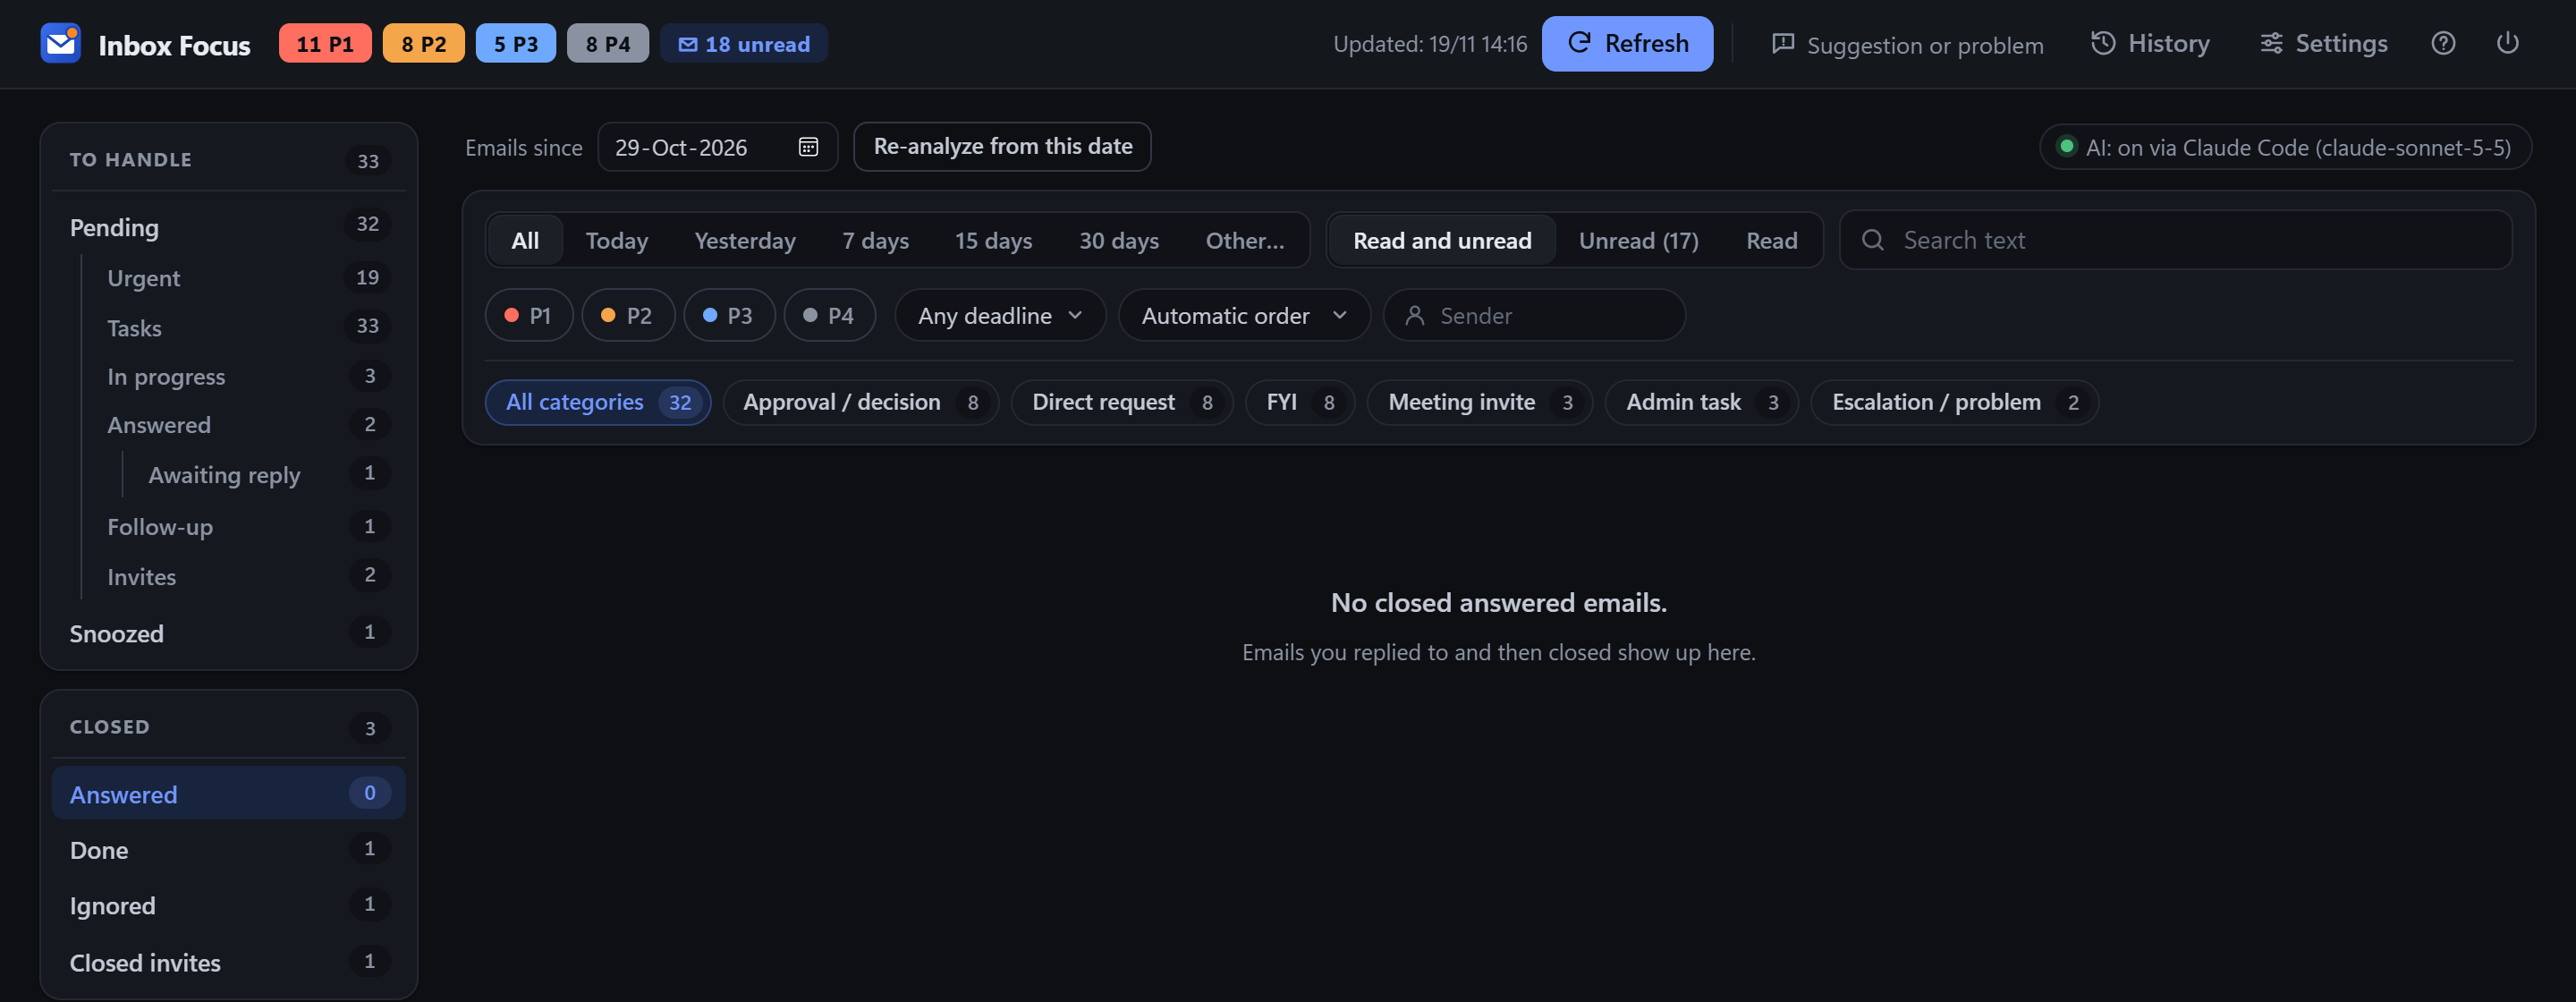 Inbox Focus
11 P1
8 P2
5 P3
8 P4
18 unread
Updated: 19/11 14:16
Refresh
Suggestion or problem
History
Settings
TO HANDLE 33
Pending 32
Urgent 19
Tasks 33
In progress 3
Answered 2
Awaiting reply 1
Follow-up 1
Invites 2
Snoozed 1
CLOSED 3
Answered 0
Done 1
Ignored 1
Closed invites 1
Emails since 29-Oct-2026 Re-analyze from this date
AI: on via Claude Code (claude-sonnet-5-5)
All Today Yesterday 7 days 15 days 30 days Other...
Read and unread Unread (17) Read
Search text
P1 P2 P3 P4 Any deadline Automatic order Sender
All categories 32 Approval / decision 8 Direct request 8 FYI 8 Meeting invite 3 Admin task 3 Escalation / problem 2
No closed answered emails.
Emails you replied to and then closed show up here.